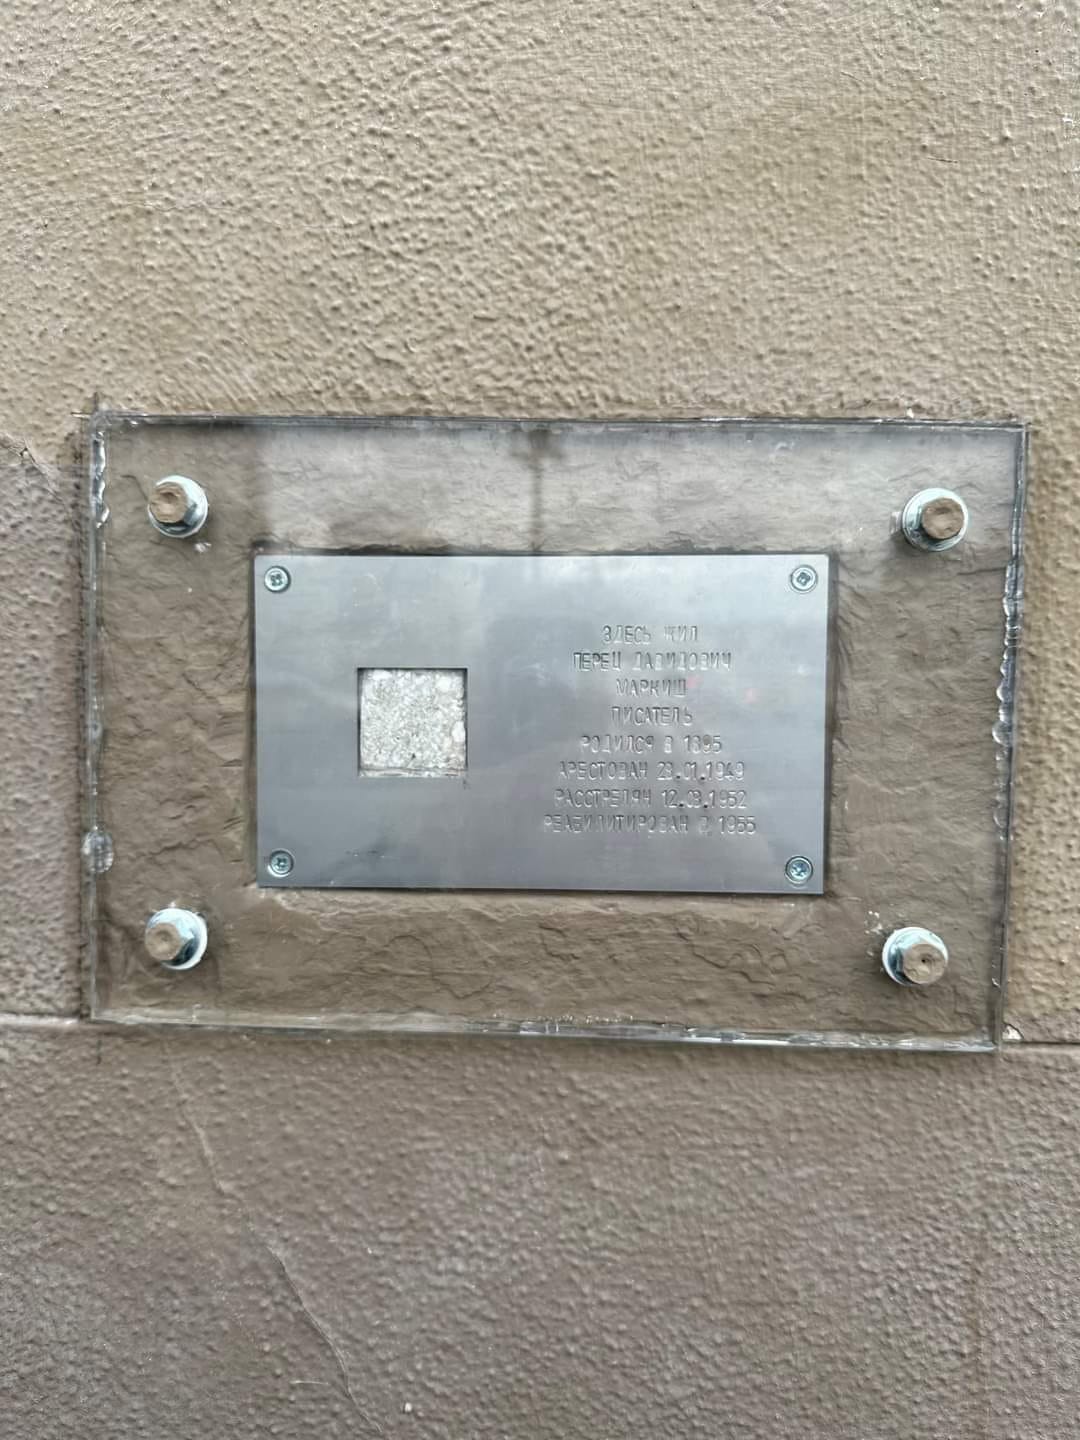 ЗДЕСЬ ЖИЛ
ПЕРЕЦ ДАВИДОВИЧ
МАРКИШ
ПИСАТЕЛЬ
РОДИЛСЯ В 1895
АРЕСТОВАН 28.01.1949
РАССТРЕЛЯН 12.08.1952
РЕАБИЛИТИРОВАН В 1955